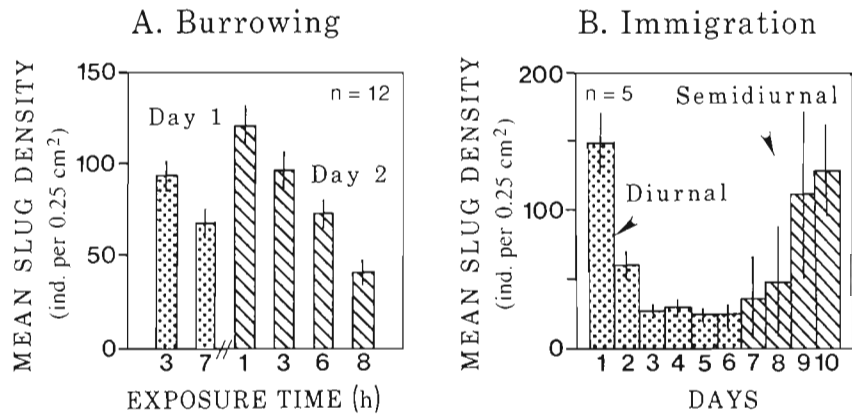 A. Burrowing
MEAN SLUG DENSITY
(ind. per 0.25 cm²)
150
100
50
0
n = 12
Day 1
Day 2
3 7 // 1 3 6 8
EXPOSURE TIME (h)
B. Immigration
MEAN SLUG DENSITY
(ind. per 0.25 cm²)
200
100
0
n = 5
Semidiurnal
Diurnal
1 2 3 4 5 6 7 8 9 10
DAYS